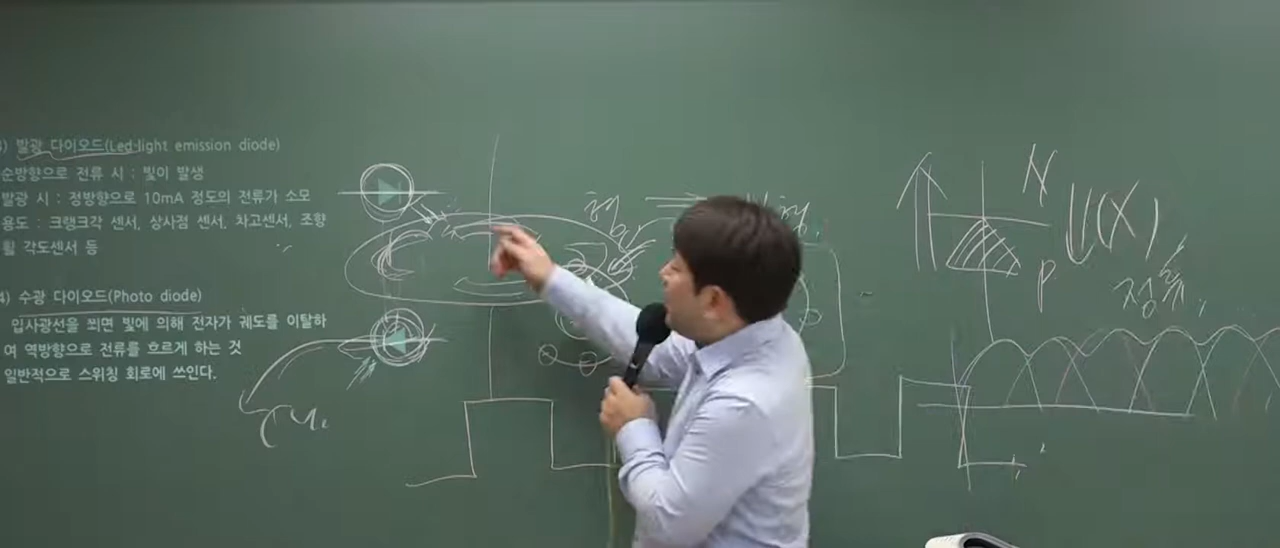 3) 발광 다이오드(Led-light emission diode)
순방향으로 전류 시 : 빛이 발생
발광 시 : 정방향으로 10mA 정도의 전류가 소모
용도 : 크랭크각 센서, 상사점 센서, 차고센서, 조향
휠 각도센서 등
4) 수광 다이오드(Photo diode)
입사광선을 쬐면 빛에 의해 전자가 궤도를 이탈하
여 역방향으로 전류를 흐르게 하는 것
일반적으로 스위칭 회로에 쓰인다.
N
P
(X)
정류